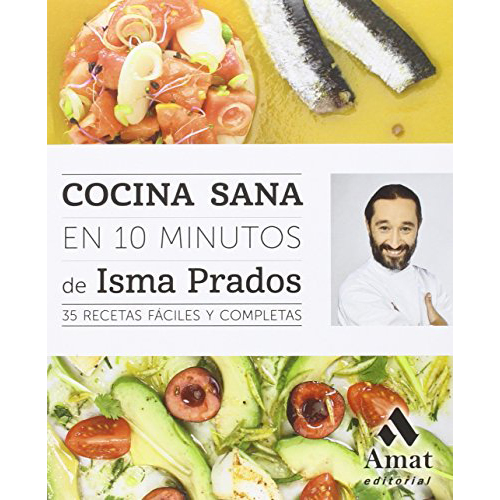 COCINA SANA
EN 10 MINUTOS
de Isma Prados
35 RECETAS FÁCILES Y COMPLETAS
Amat
editorial